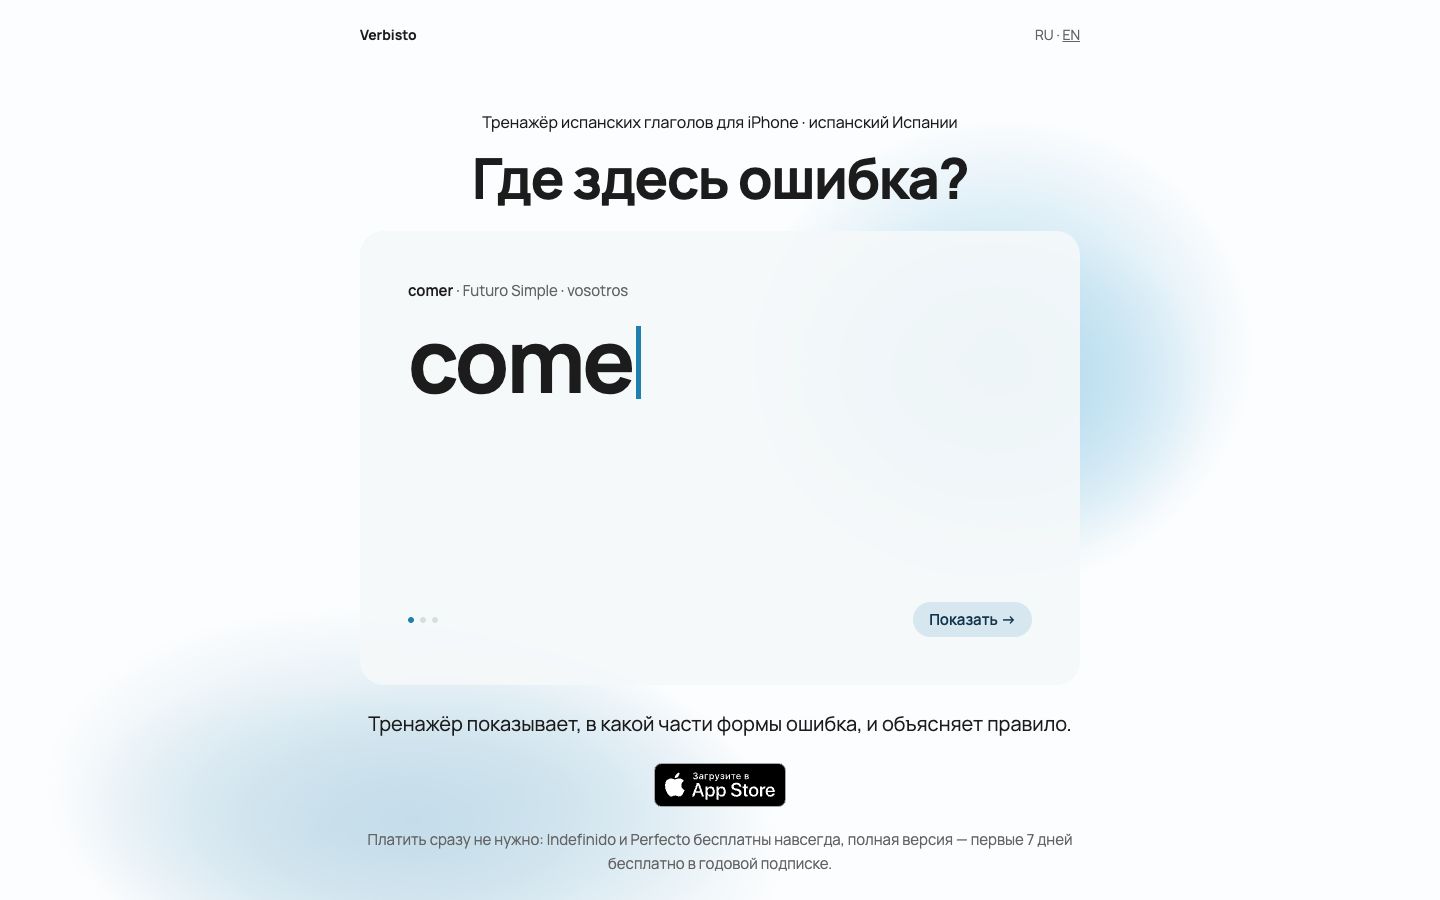 Verbisto
RU · EN
Тренажёр испанских глаголов для iPhone · испанский Испании
Где здесь ошибка?
comer · Futuro Simple · vosotros
come
Показать →
Тренажёр показывает, в какой части формы ошибка, и объясняет правило.
Загрузите в
App Store
Платить сразу не нужно: Indefinido и Perfecto бесплатны навсегда, полная версия — первые 7 дней
бесплатно в годовой подписке.